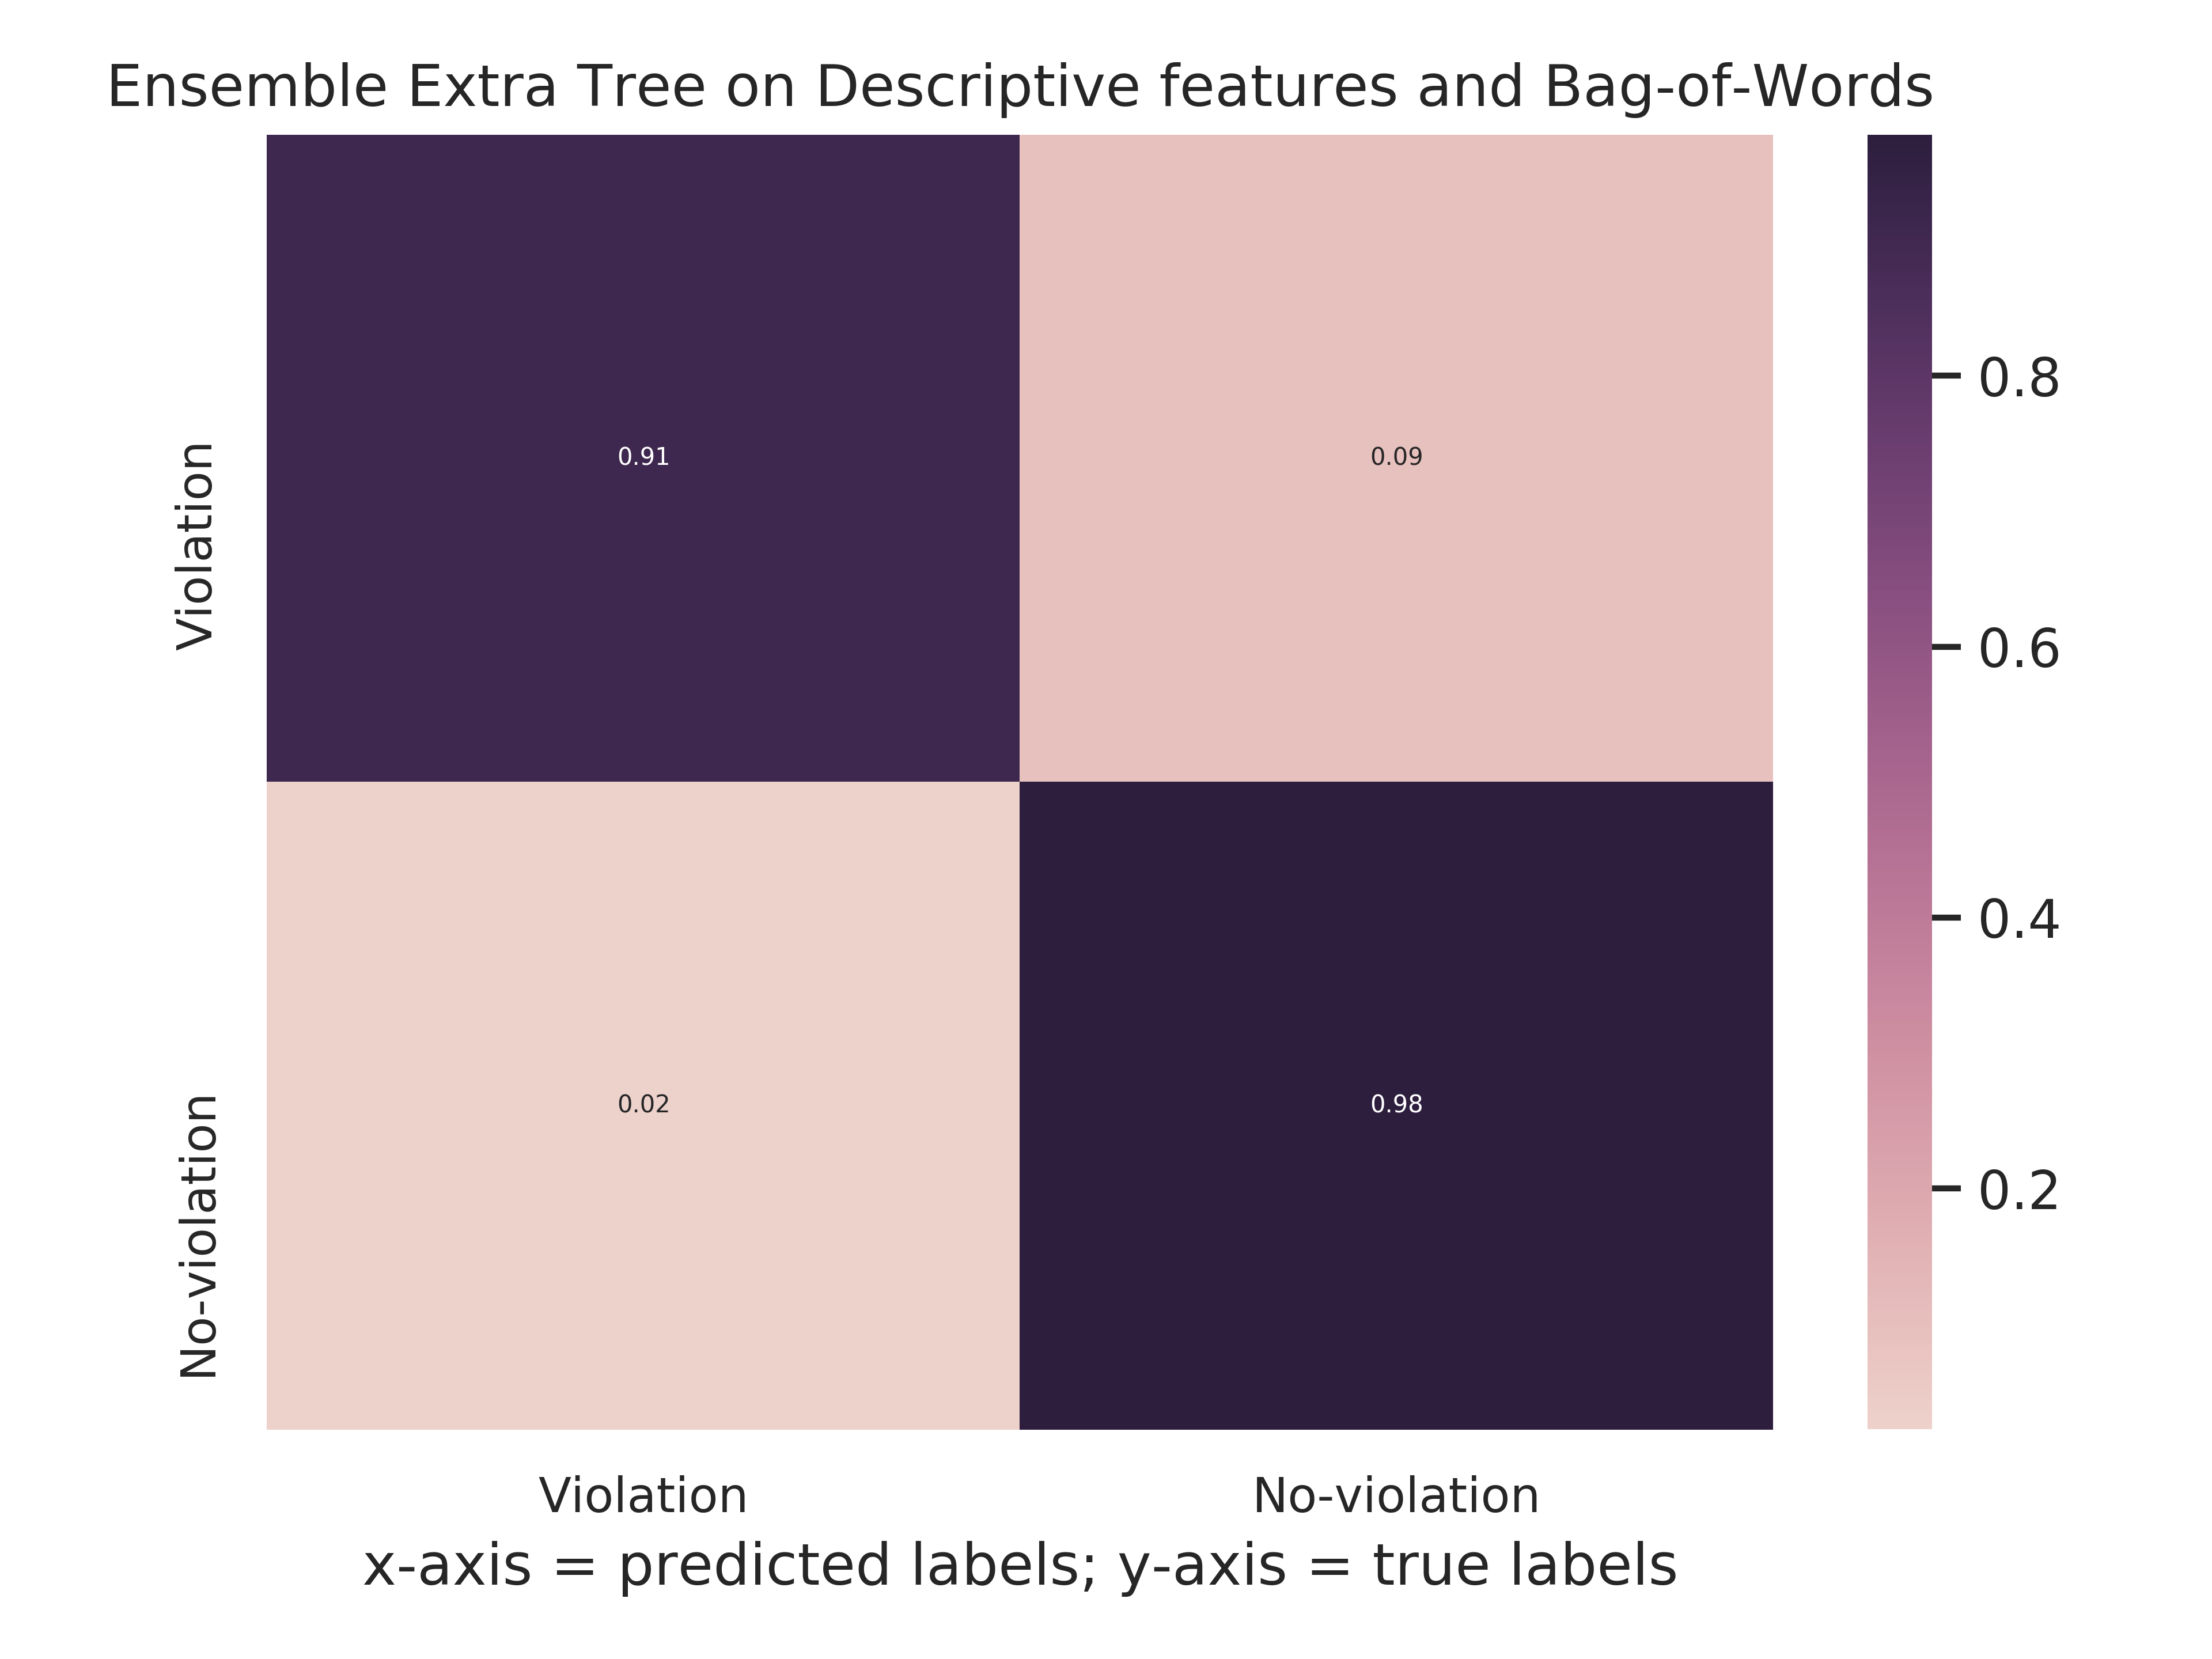 Ensemble Extra Tree on Descriptive features and Bag-of-Words
Violation
0.91
0.09
No-violation
0.02
0.98
Violation
No-violation
x-axis = predicted labels; y-axis = true labels
0.8
0.6
0.4
0.2